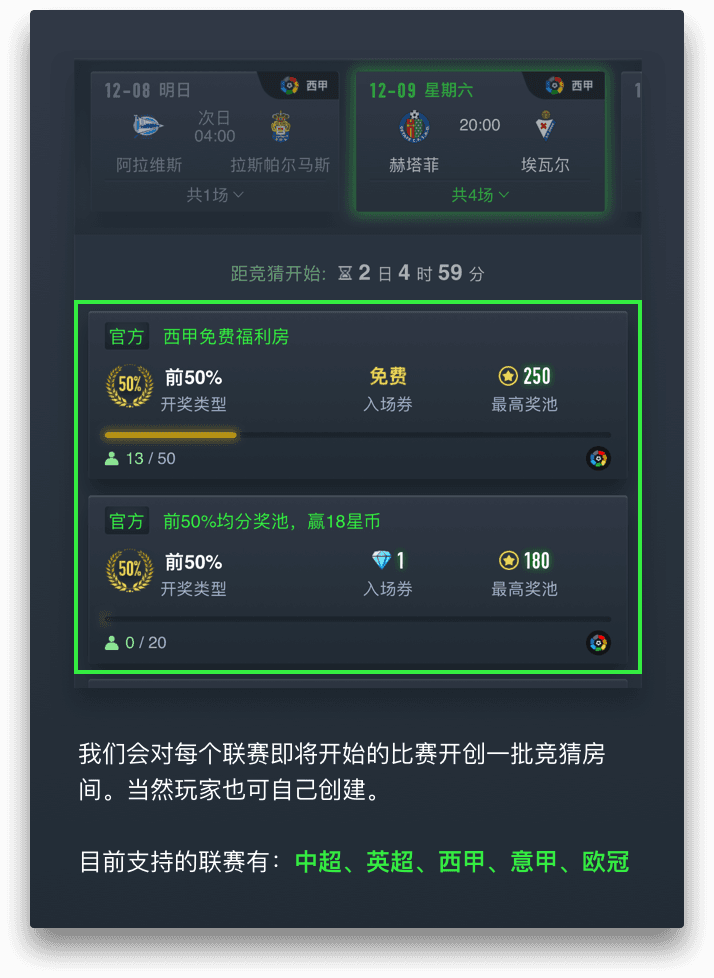 12-08 明日
西甲
次日
04:00
阿拉维斯
拉斯帕尔马斯
共1场
12-09 星期六
西甲
20:00
赫塔菲
埃瓦尔
共4场
1
距竞猜开始: 2 日 4 时 59 分
官方 西甲免费福利房
50% 前50% 免费 250
开奖类型 入场券 最高奖池
13 / 50
官方 前50%均分奖池，赢18星币
50% 前50% 1 180
开奖类型 入场券 最高奖池
0 / 20
我们会对每个联赛即将开始的比赛开创一批竞猜房
间。当然玩家也可自己创建。
目前支持的联赛有：中超、英超、西甲、意甲、欧冠